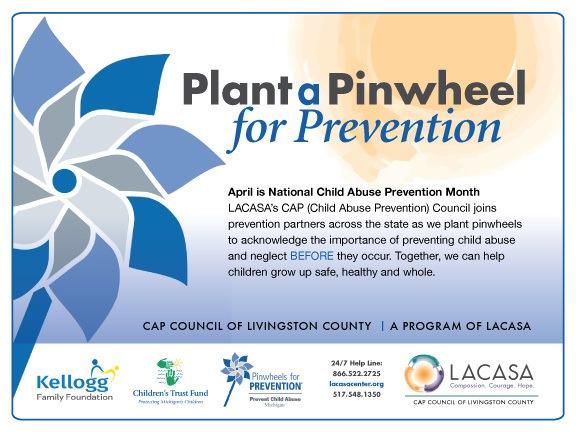 Plant a Pinwheel
for Prevention
April is National Child Abuse Prevention Month
LACASA's CAP (Child Abuse Prevention) Council joins
prevention partners across the state as we plant pinwheels
to acknowledge the importance of preventing child abuse
and neglect BEFORE they occur. Together, we can help
children grow up safe, healthy and whole.
CAP COUNCIL OF LIVINGSTON COUNTY | A PROGRAM OF LACASA
Kellogg
Family Foundation
Children's Trust Fund
Preventing Michigan's Children
Pinwheels for
PREVENTION
Prevent Child Abuse
Michigan
24/7 Help Line:
866.522.2725
lacasacenter.org
517.548.1350
LACASA
Compassion. Courage. Hope.
CAP COUNCIL OF LIVINGSTON COUNTY